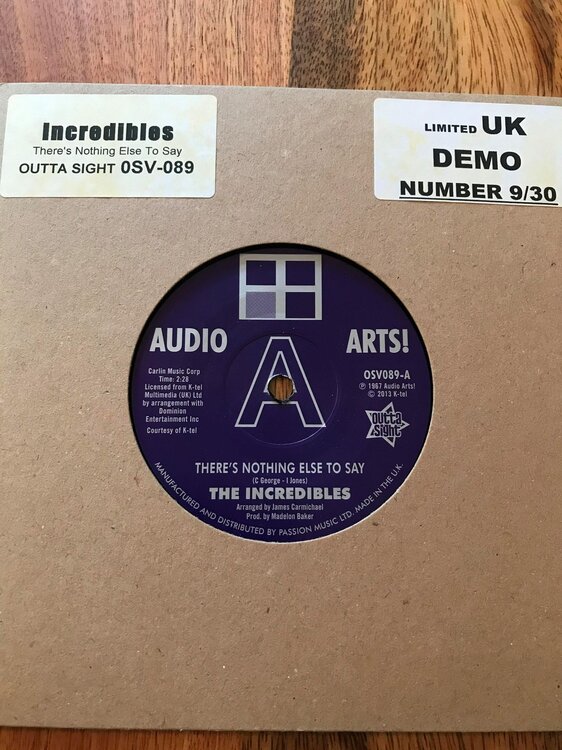 Incredibles
There's Nothing Else To Say
OUTTA SIGHT 0SV-089
LIMITED UK
DEMO
NUMBER 9/30
AUDIO ARTS!
A
Carlin Music Corp
Time: 2:28
Licensed from K-tel
Multimedia (UK) Ltd
by arrangement with
Dominion
Entertainment Inc
Courtesy of K-tel
OSV089-A
℗ 1967 Audio Arts!
© 2013 K-tel
outta
sight
THERE'S NOTHING ELSE TO SAY
(C George - I Jones)
THE INCREDIBLES
Arranged by James Carmichael
Prod. by Madelon Baker
MANUFACTURED AND DISTRIBUTED BY PASSION MUSIC LTD. MADE IN THE U.K.